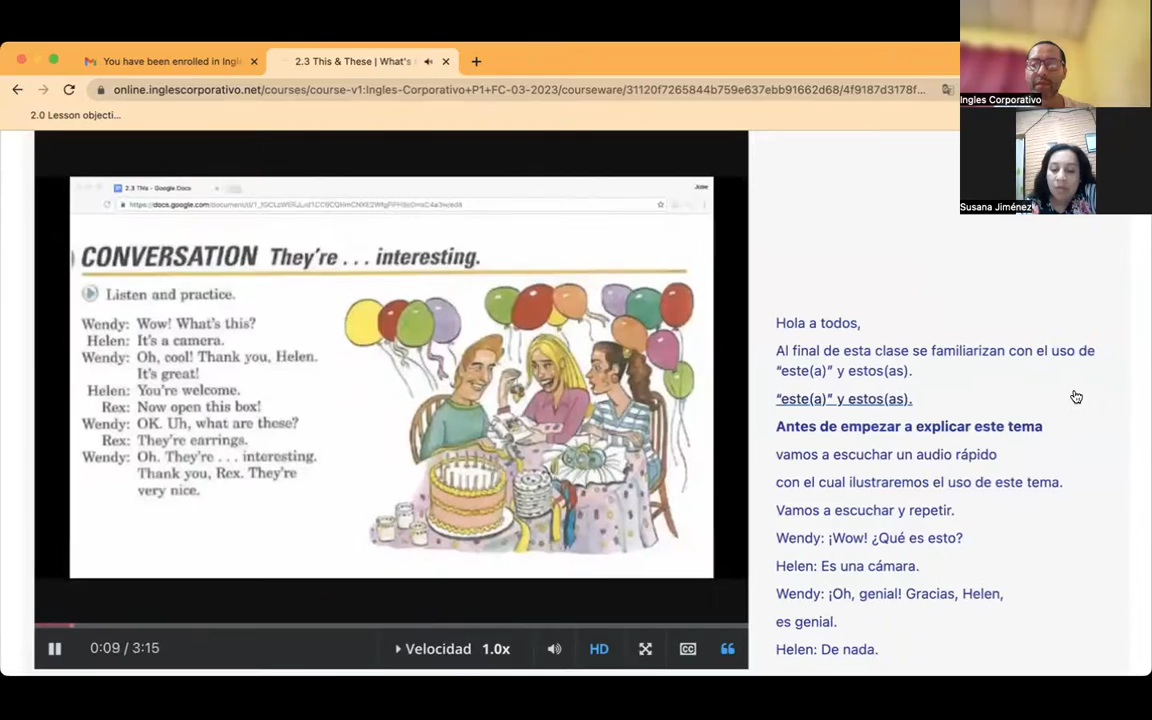 You have been enrolled in Ingl
2.3 This & These | What's
online.inglescorporativo.net/courses/course-v1:Ingles-Corporativo+P1+FC-03-2023/courseware/31120f7265844b759e637ebb91662d68/4f9187d3178f...
2.0 Lesson objecti...
Ingles Corporativo
Susana Jiménez
2.3 This - Google Docs
CONVERSATION They're . . . interesting.
Listen and practice.
Wendy: Wow! What's this?
Helen: It's a camera.
Wendy: Oh, cool! Thank you, Helen.
It's great!
Helen: You're welcome.
Rex: Now open this box!
Wendy: OK. Uh, what are these?
Rex: They're earrings.
Wendy: Oh. They're . . . interesting.
Thank you, Rex. They're
very nice.
Hola a todos,
Al final de esta clase se familiarizan con el uso de
“este(a)” y estos(as).
“este(a)” y estos(as).
Antes de empezar a explicar este tema
vamos a escuchar un audio rápido
con el cual ilustraremos el uso de este tema.
Vamos a escuchar y repetir.
Wendy: ¡Wow! ¿Qué es esto?
Helen: Es una cámara.
Wendy: ¡Oh, genial! Gracias, Helen,
es genial.
Helen: De nada.
0:09 / 3:15
Velocidad 1.0x
HD
CC